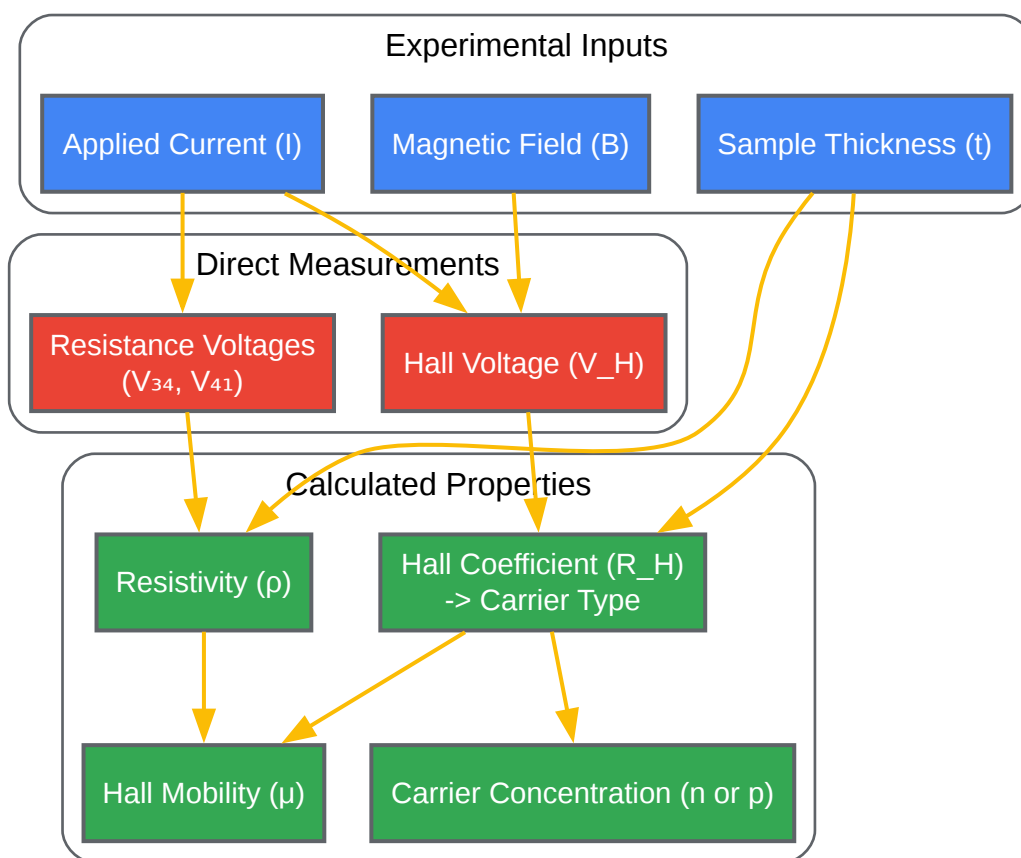 Experimental Inputs
Applied Current (I)
Magnetic Field (B)
Sample Thickness (t)
Direct Measurements
Resistance Voltages
(V₃₄, V₄₁)
Hall Voltage (V_H)
Calculated Properties
Resistivity (ρ)
Hall Coefficient (R_H)
-> Carrier Type
Hall Mobility (μ)
Carrier Concentration (n or p)